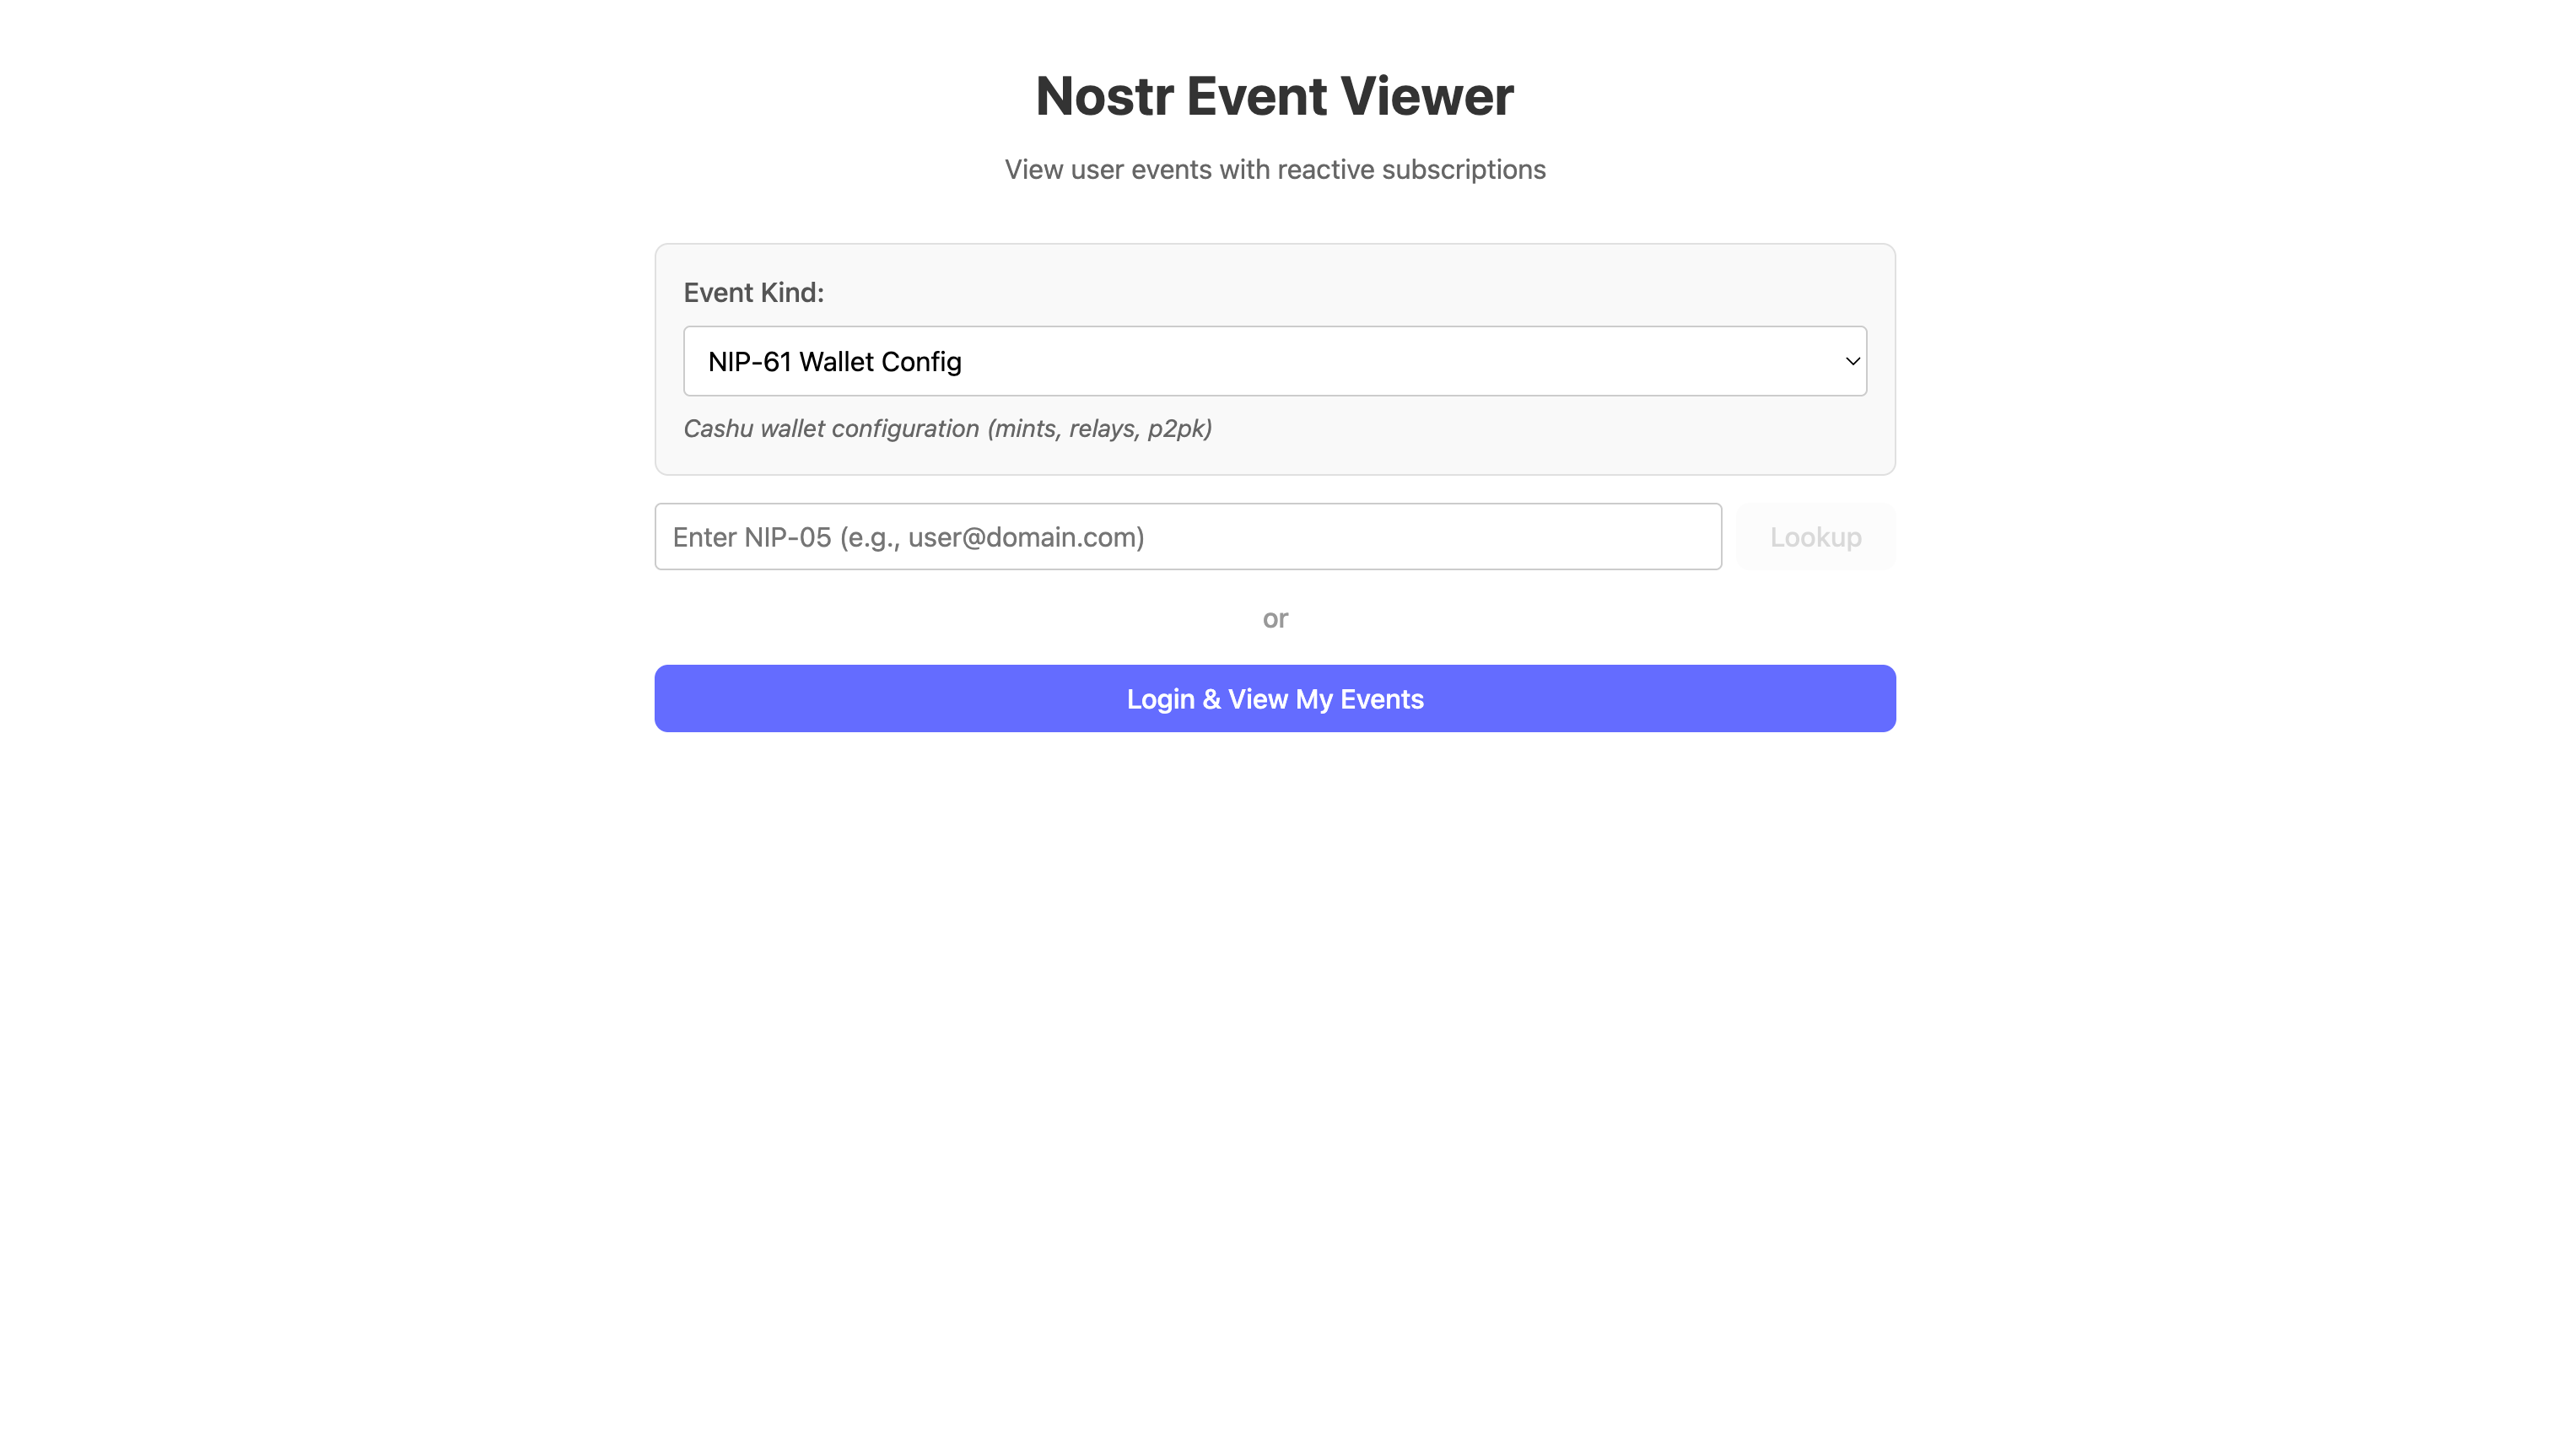 Nostr Event Viewer
View user events with reactive subscriptions
Event Kind:
NIP-61 Wallet Config
Cashu wallet configuration (mints, relays, p2pk)
Enter NIP-05 (e.g., user@domain.com)
Lookup
or
Login & View My Events